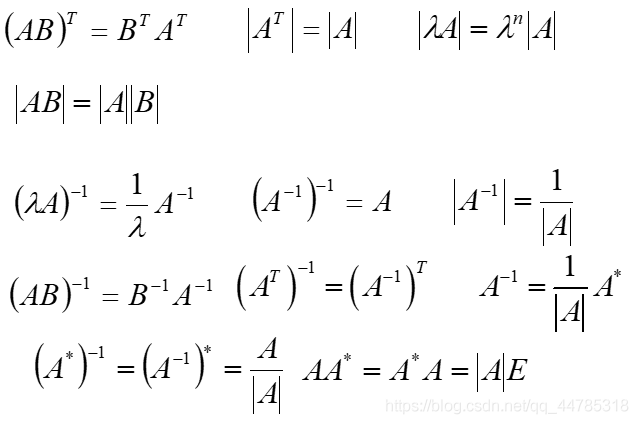 (AB)^T = B^T A^T |A^T| = |A| |λA| = λ^n |A|
|AB| = |A||B|
(λA)^{-1} = \frac{1}{λ} A^{-1} (A^{-1})^{-1} = A |A^{-1}| = \frac{1}{|A|}
(AB)^{-1} = B^{-1} A^{-1} (A^T)^{-1} = (A^{-1})^T A^{-1} = \frac{1}{|A|} A^*
(A^*)^{-1} = (A^{-1})^* = \frac{A}{|A|} AA^* = A^*A = |A|E
https://blog.csdn.net/qq_44785318